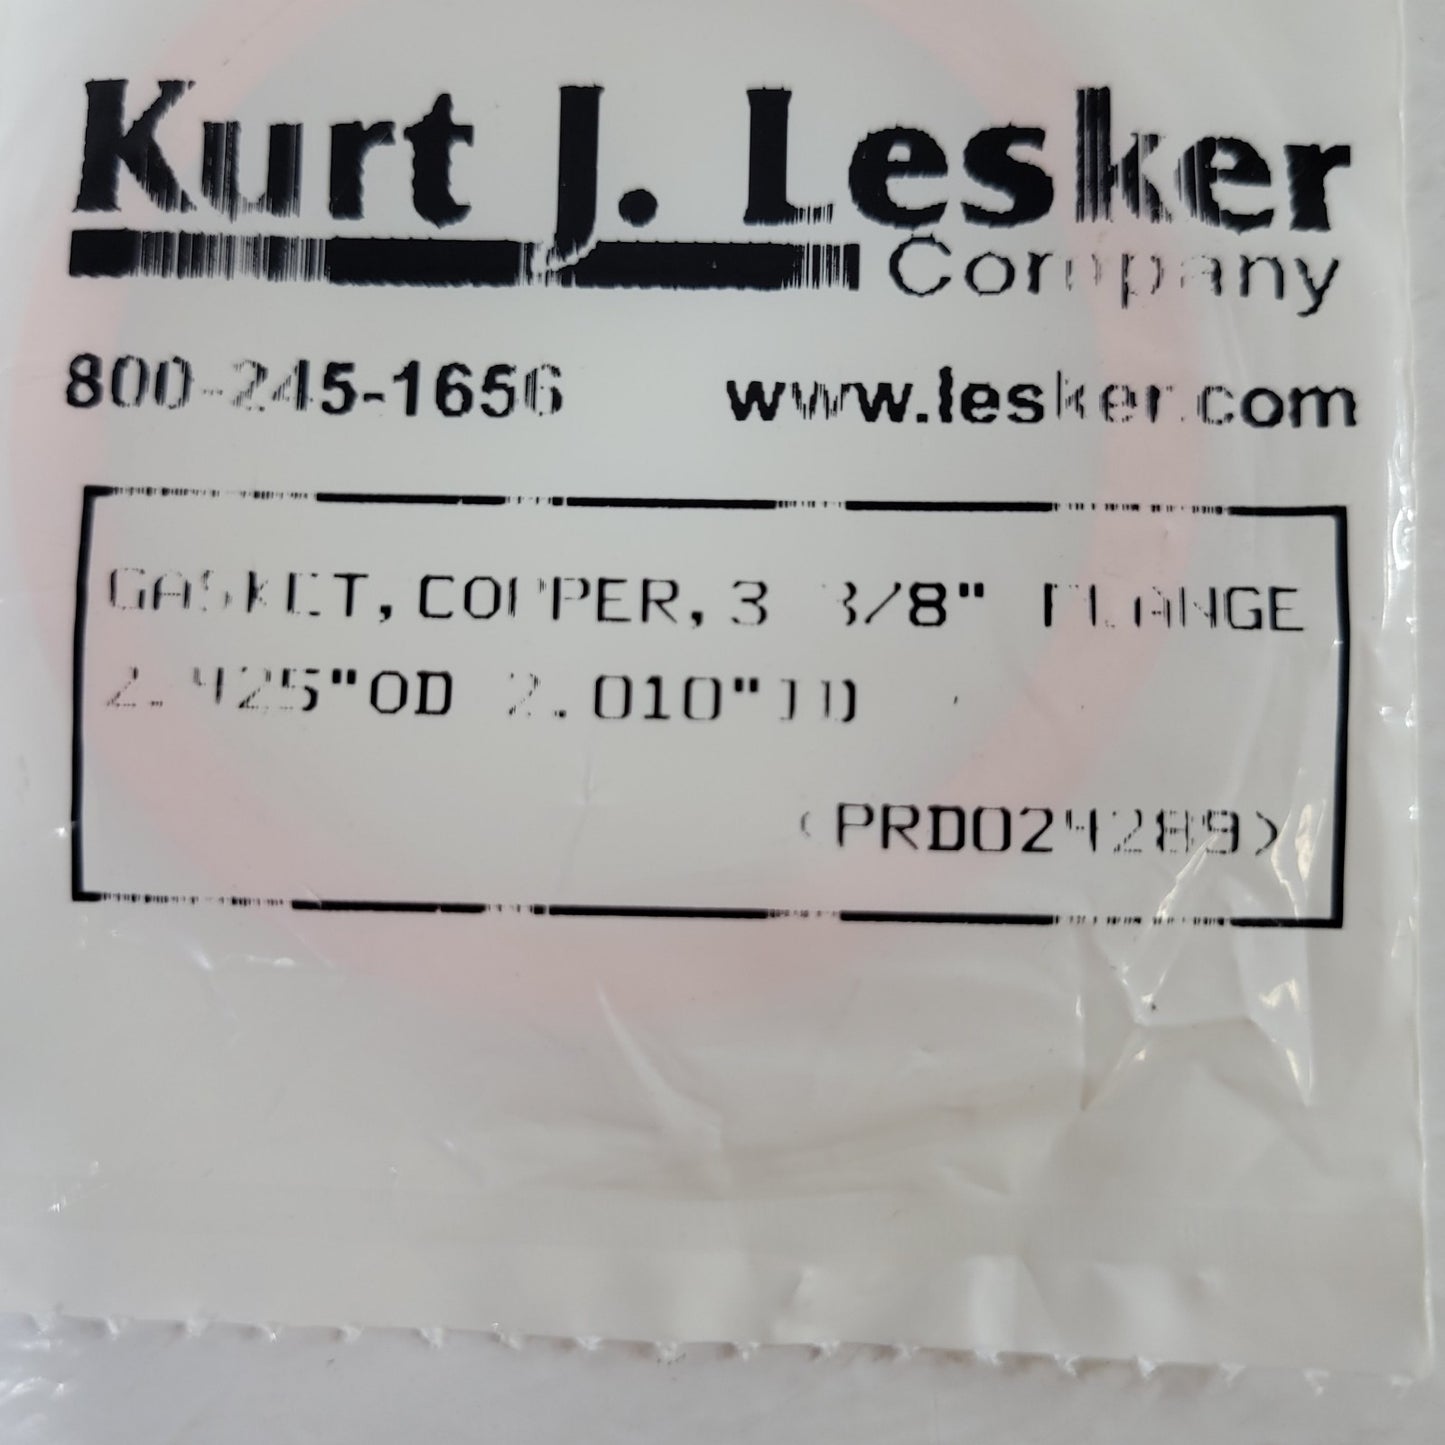 Kurt J. Lesker
Company
800-245-1656 www.lesker.com
GASKET,COPPER,3 3/8" FLANGE
2.425"OD 2.010"ID
(PRD024289)